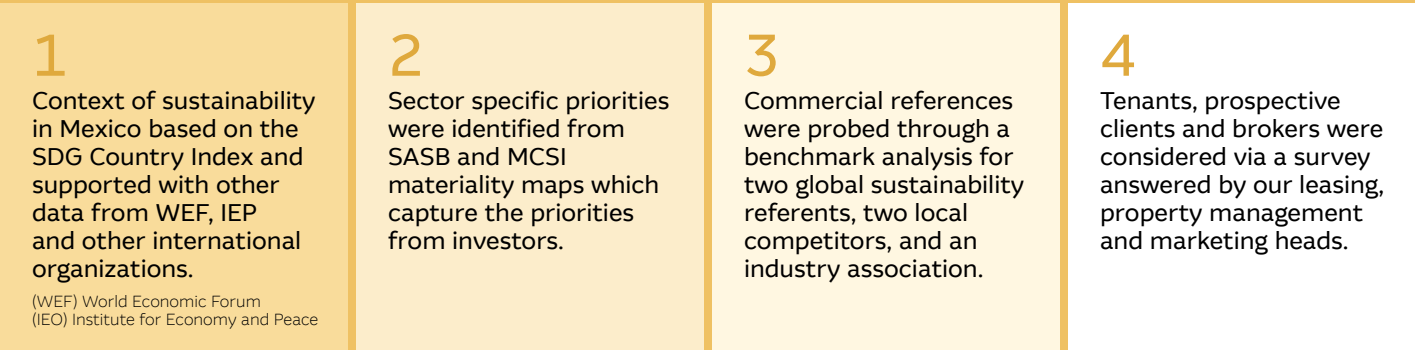 1
Context of sustainability
in Mexico based on the
SDG Country Index and
supported with other
data from WEF, IEP
and other international
organizations.
(WEF) World Economic Forum
(IEO) Institute for Economy and Peace
2
Sector specific priorities
were identified from
SASB and MCSI
materiality maps which
capture the priorities
from investors.
3
Commercial references
were probed through a
benchmark analysis for
two global sustainability
referents, two local
competitors, and an
industry association.
4
Tenants, prospective
clients and brokers were
considered via a survey
answered by our leasing,
property management
and marketing heads.